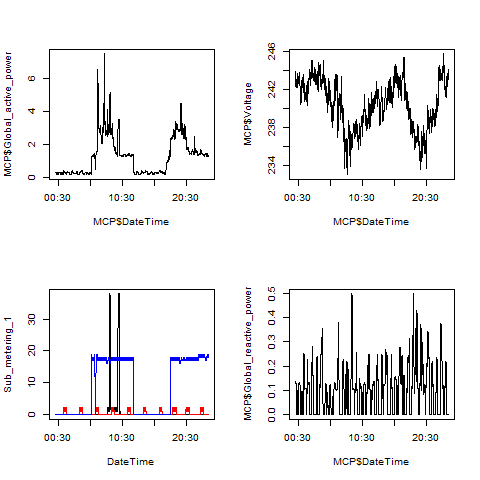 MCP$Global_active_power
0 2 4 6
00:30 10:30 20:30
MCP$DateTime
MCP$Voltage
234 238 242 246
00:30 10:30 20:30
MCP$DateTime
Sub_metering_1
0 10 20 30
00:30 10:30 20:30
DateTime
MCP$Global_reactive_power
0.0 0.1 0.2 0.3 0.4 0.5
00:30 10:30 20:30
MCP$DateTime